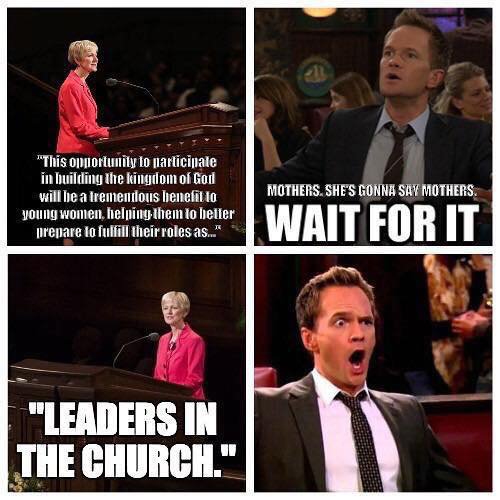 "This opportunity to participate
in building the kingdom of God
will be a tremendous benefit to
young women, helping them to better
prepare to fulfill their roles as..."
MOTHERS. SHE'S GONNA SAY MOTHERS.
WAIT FOR IT
"LEADERS IN
THE CHURCH."